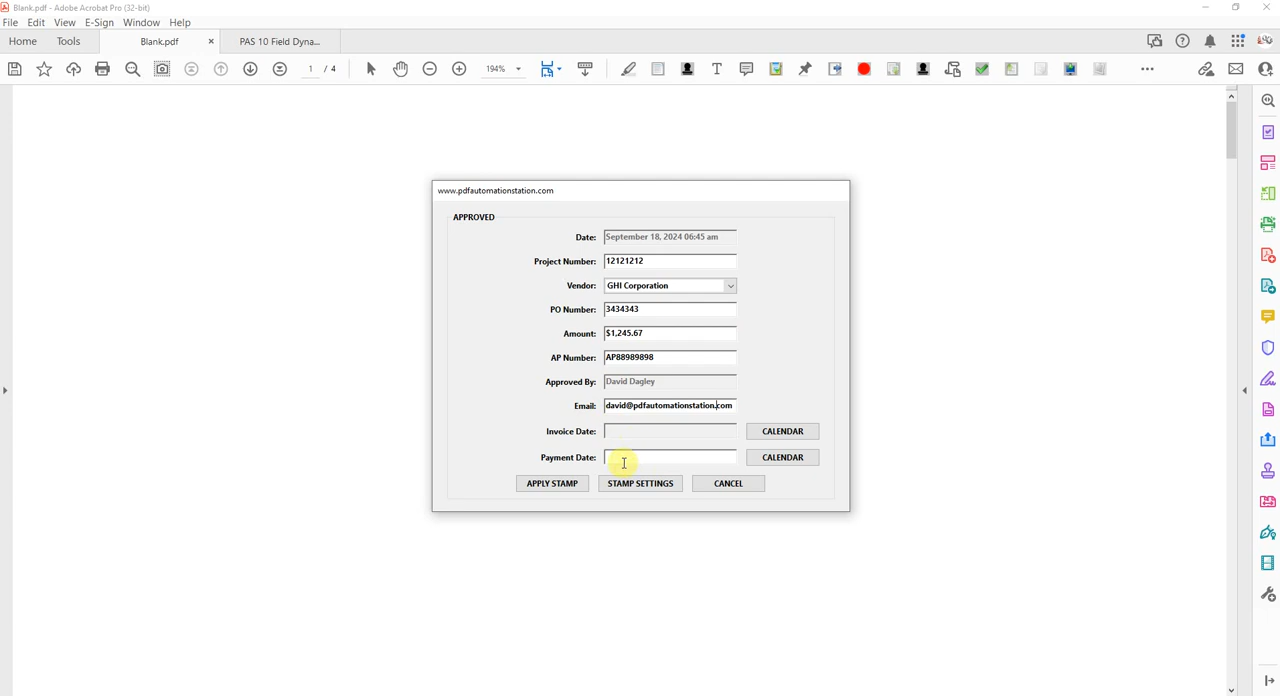 Blank.pdf - Adobe Acrobat Pro (32-bit)
File Edit View E-Sign Window Help
Home Tools Blank.pdf × PAS 10 Field Dyna...
1 / 4 194%
www.pdfautomationstation.com
APPROVED
Date: September 18, 2024 06:45 am
Project Number: 12121212
Vendor: GHI Corporation
PO Number: 3434343
Amount: $1,245.67
AP Number: AP88989898
Approved By: David Dagley
Email: david@pdfautomationstation.com
Invoice Date: CALENDAR
Payment Date: CALENDAR
APPLY STAMP STAMP SETTINGS CANCEL